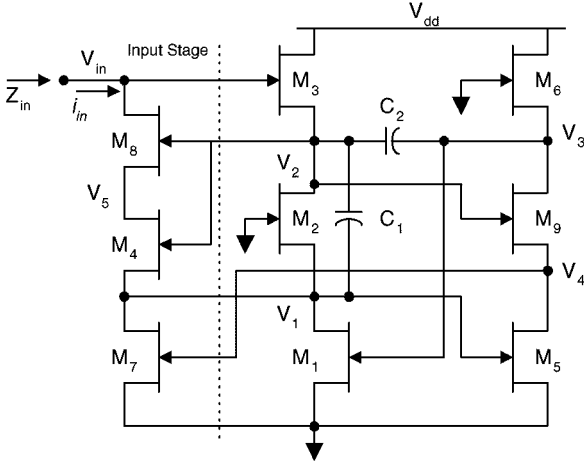 V_dd
V_in
Input Stage
Z_in
i_in
M_3
M_6
C_2
M_8
V_3
V_2
V_5
M_2
C_1
M_9
M_4
V_4
V_1
M_7
M_1
M_5